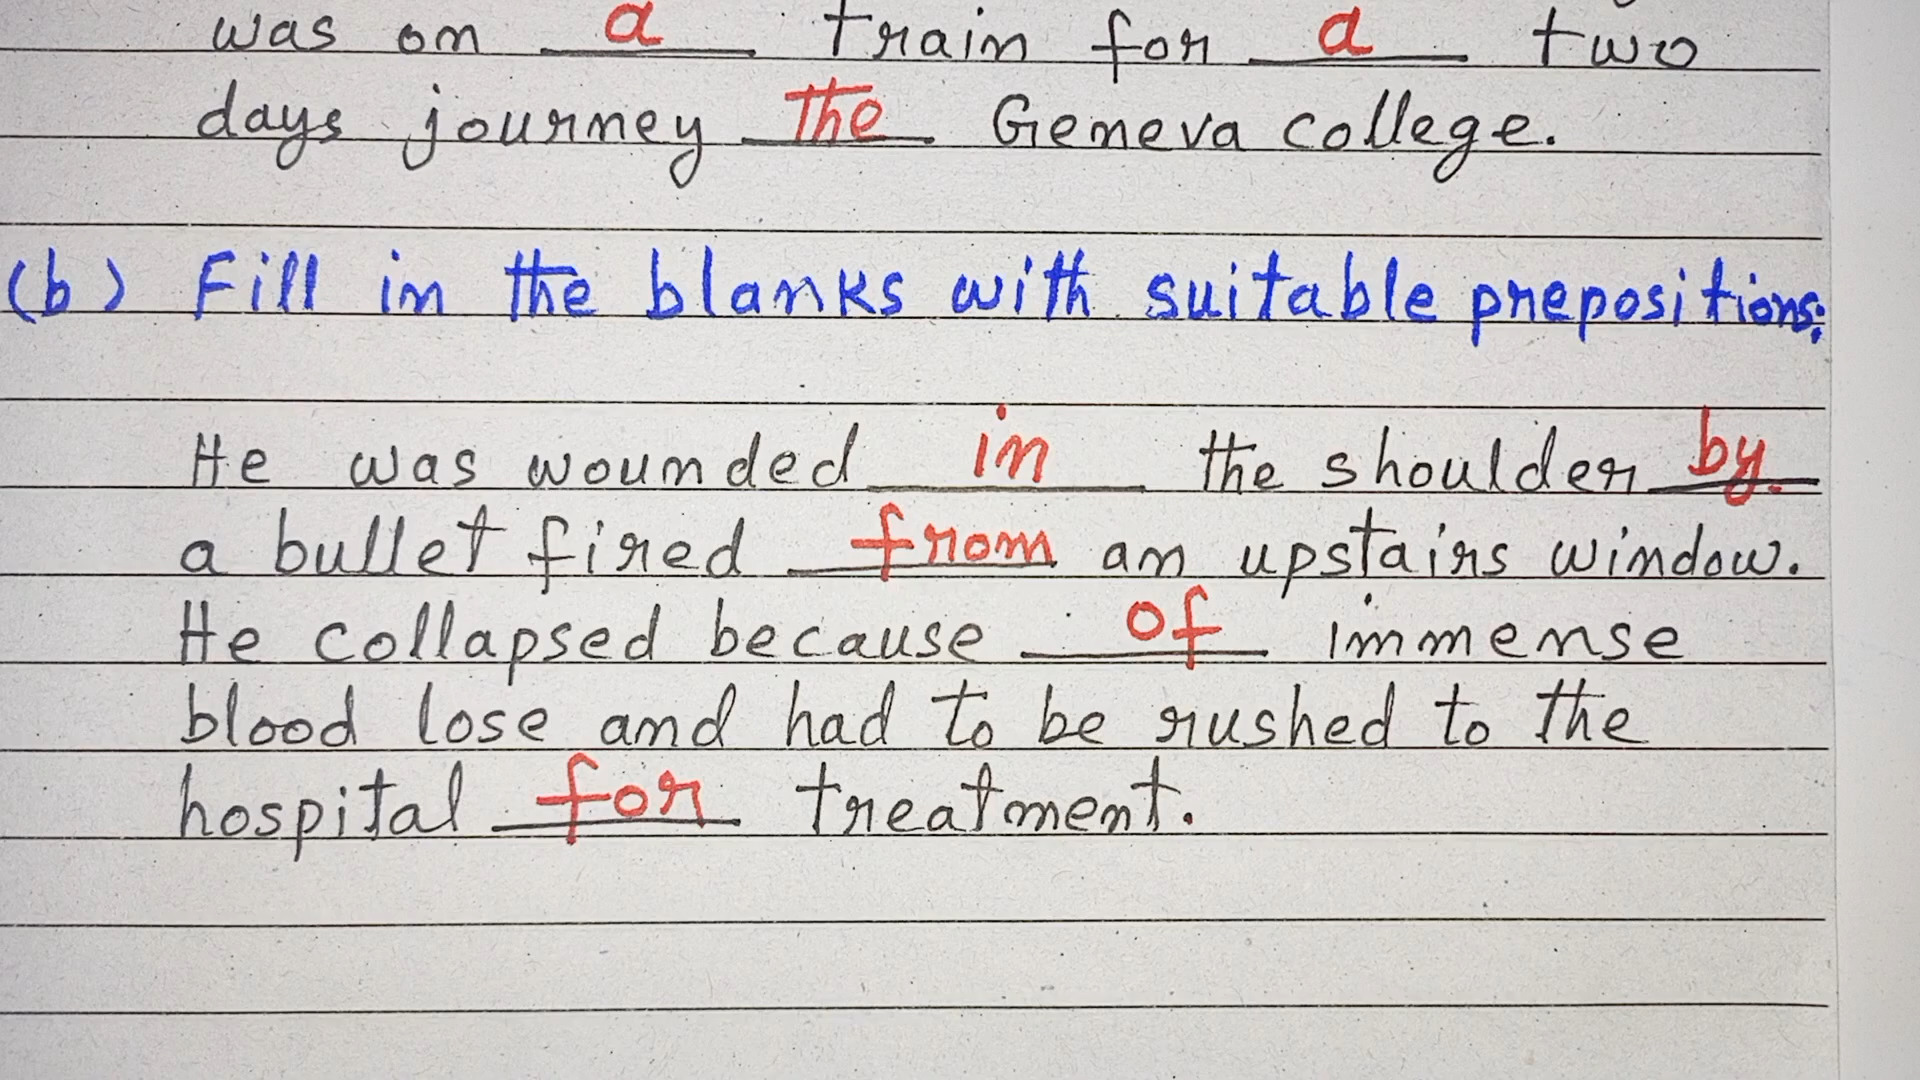 was on a train for a two
days journey the Geneva college.
(b) Fill in the blanks with suitable prepositions:
He was wounded in the shoulder by
a bullet fired from an upstairs window.
He collapsed because of immense
blood lose and had to be rushed to the
hospital for treatment.